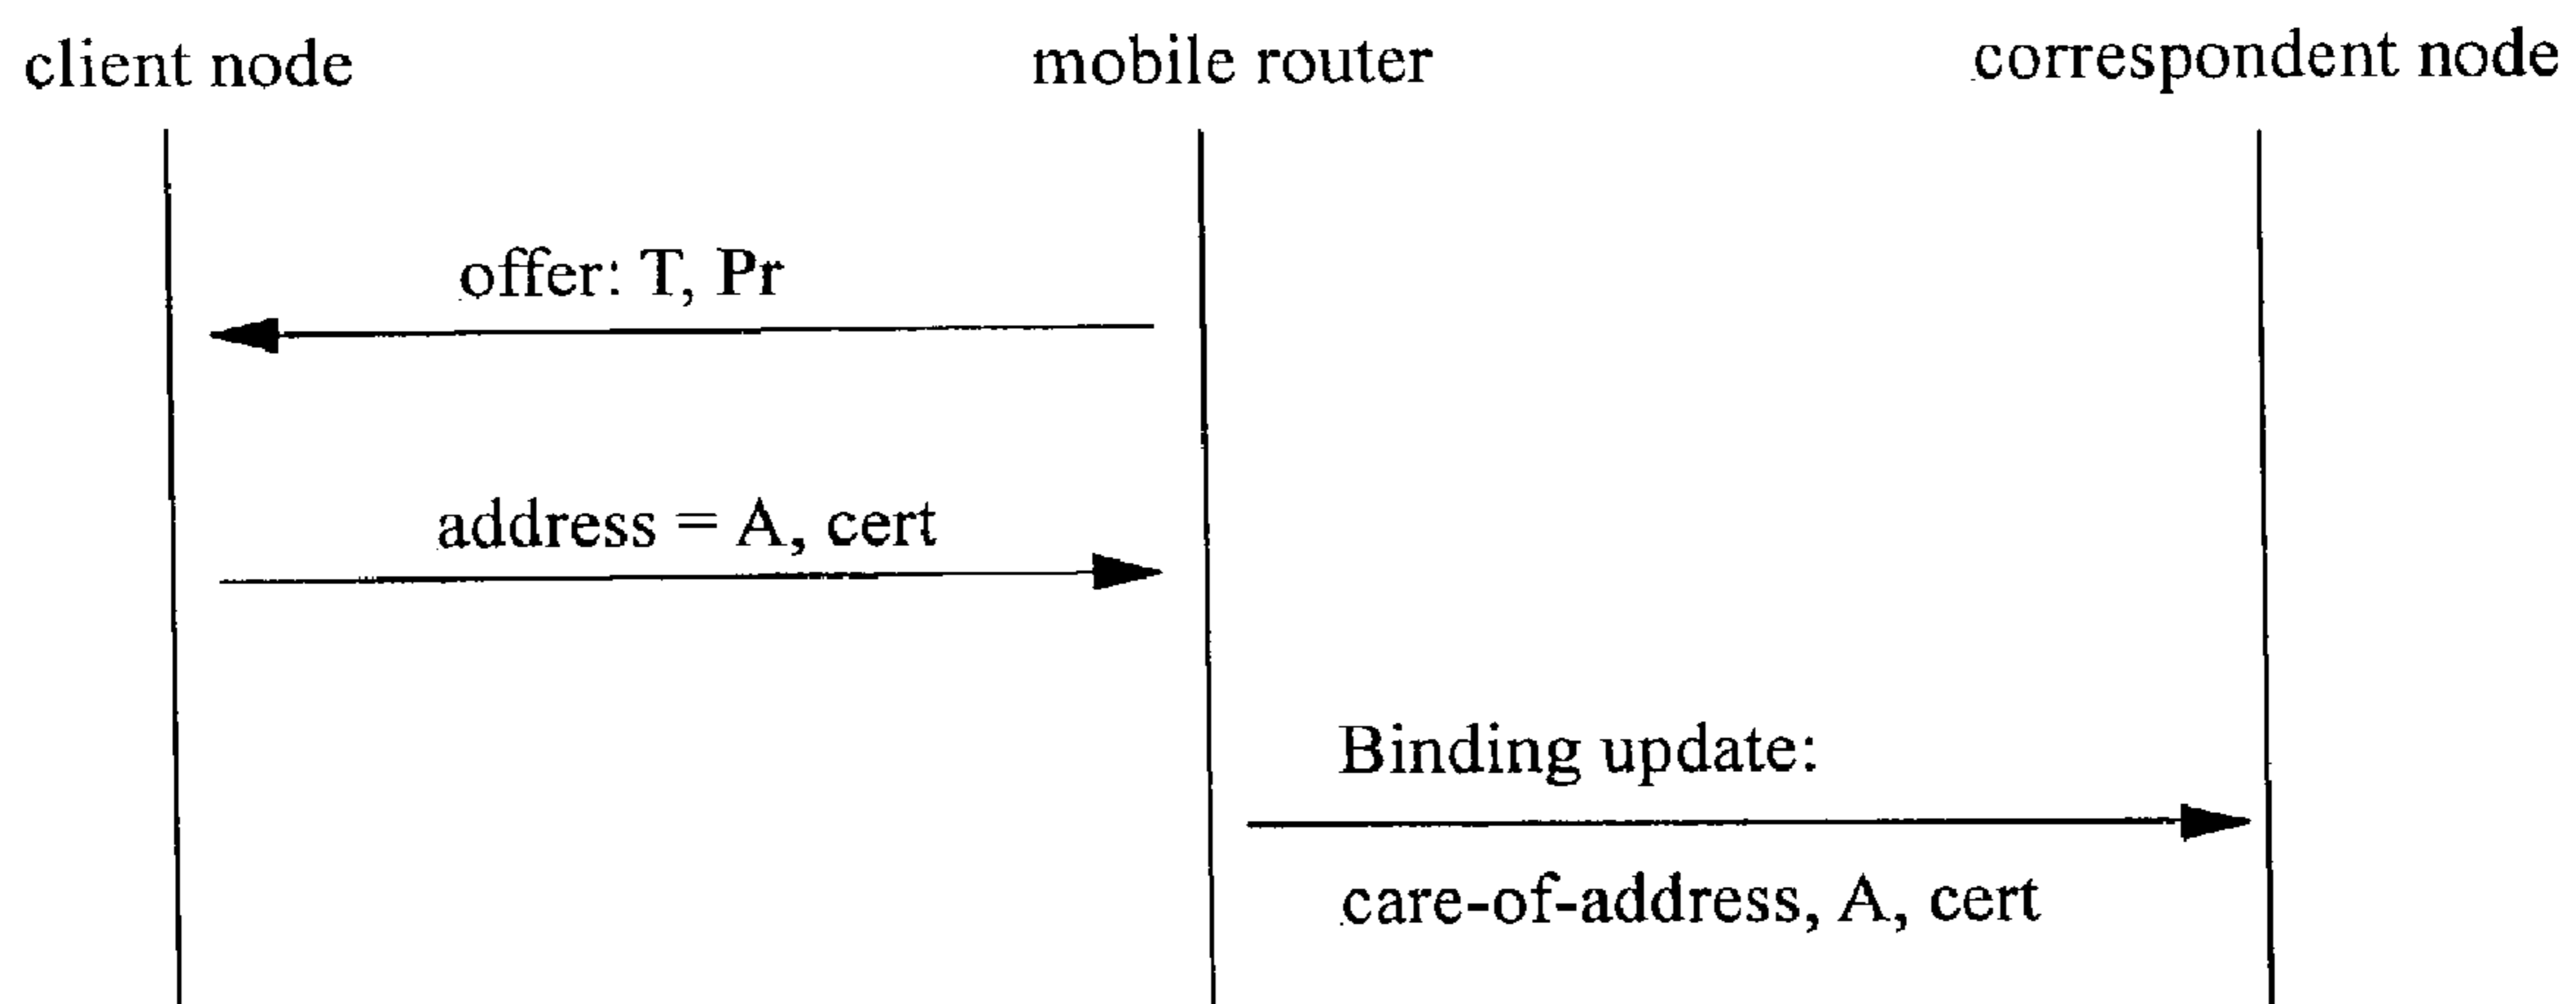 client node
mobile router
correspondent node
offer: T, Pr
address = A, cert
Binding update:
care-of-address, A, cert